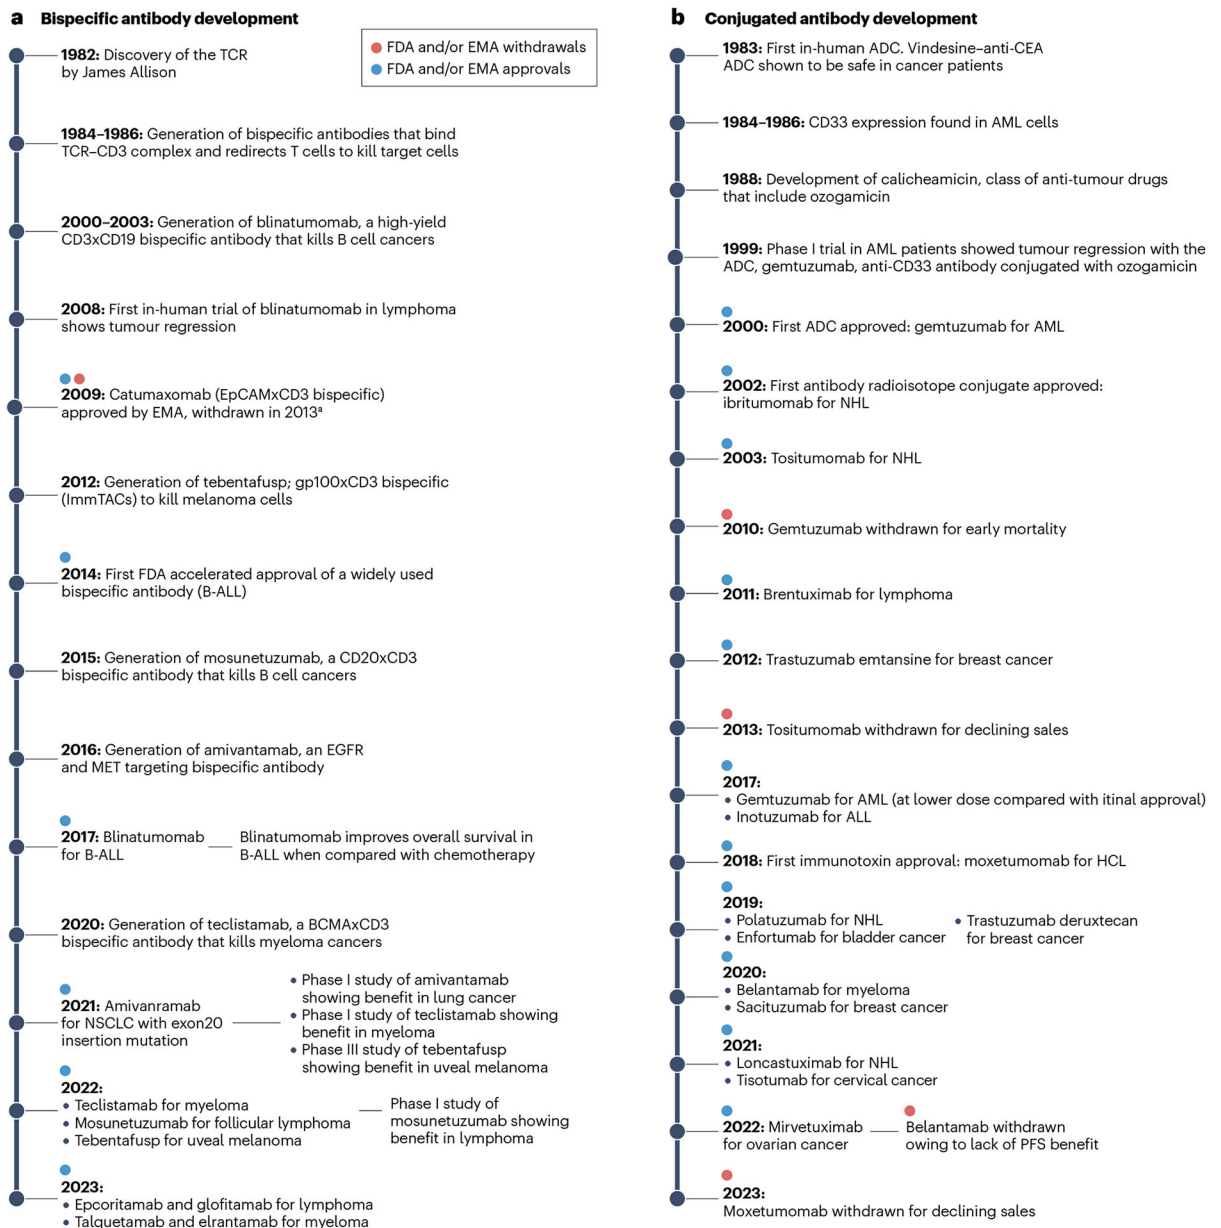 a Bispecific antibody development
FDA and/or EMA withdrawals
FDA and/or EMA approvals
1982: Discovery of the TCR
by James Allison
1984–1986: Generation of bispecific antibodies that bind
TCR–CD3 complex and redirects T cells to kill target cells
2000–2003: Generation of blinatumomab, a high-yield
CD3xCD19 bispecific antibody that kills B cell cancers
2008: First in-human trial of blinatumomab in lymphoma
shows tumour regression
2009: Catumaxomab (EpCAMxCD3 bispecific)
approved by EMA, withdrawn in 2013ª
2012: Generation of tebentafusp; gp100xCD3 bispecific
(ImmTACs) to kill melanoma cells
2014: First FDA accelerated approval of a widely used
bispecific antibody (B-ALL)
2015: Generation of mosunetuzumab, a CD20xCD3
bispecific antibody that kills B cell cancers
2016: Generation of amivantamab, an EGFR
and MET targeting bispecific antibody
2017: Blinatumomab
for B-ALL
Blinatumomab improves overall survival in
B-ALL when compared with chemotherapy
2020: Generation of teclistamab, a BCMAxCD3
bispecific antibody that kills myeloma cancers
2021: Amivanramab
for NSCLC with exon20
insertion mutation
• Phase I study of amivantamab
showing benefit in lung cancer
• Phase I study of teclistamab showing
benefit in myeloma
• Phase III study of tebentafusp
showing benefit in uveal melanoma
2022:
• Teclistamab for myeloma
• Mosunetuzumab for follicular lymphoma
• Tebentafusp for uveal melanoma
Phase I study of
mosunetuzumab showing
benefit in lymphoma
2023:
• Epcoritamab and glofitamab for lymphoma
• Talquetamab and elrantamab for myeloma
b Conjugated antibody development
1983: First in-human ADC. Vindesine–anti-CEA
ADC shown to be safe in cancer patients
1984–1986: CD33 expression found in AML cells
1988: Development of calicheamicin, class of anti-tumour drugs
that include ozogamicin
1999: Phase I trial in AML patients showed tumour regression with the
ADC, gemtuzumab, anti-CD33 antibody conjugated with ozogamicin
2000: First ADC approved: gemtuzumab for AML
2002: First antibody radioisotope conjugate approved:
ibritumomab for NHL
2003: Tositumomab for NHL
2010: Gemtuzumab withdrawn for early mortality
2011: Brentuximab for lymphoma
2012: Trastuzumab emtansine for breast cancer
2013: Tositumomab withdrawn for declining sales
2017:
• Gemtuzumab for AML (at lower dose compared with itinal approval)
• Inotuzumab for ALL
2018: First immunotoxin approval: moxetumomab for HCL
2019:
• Polatuzumab for NHL
• Enfortumab for bladder cancer
• Trastuzumab deruxtecan
for breast cancer
2020:
• Belantamab for myeloma
• Sacituzumab for breast cancer
2021:
• Loncastuximab for NHL
• Tisotumab for cervical cancer
2022: Mirvetuximab
for ovarian cancer
Belantamab withdrawn
owing to lack of PFS benefit
2023:
Moxetumomab withdrawn for declining sales